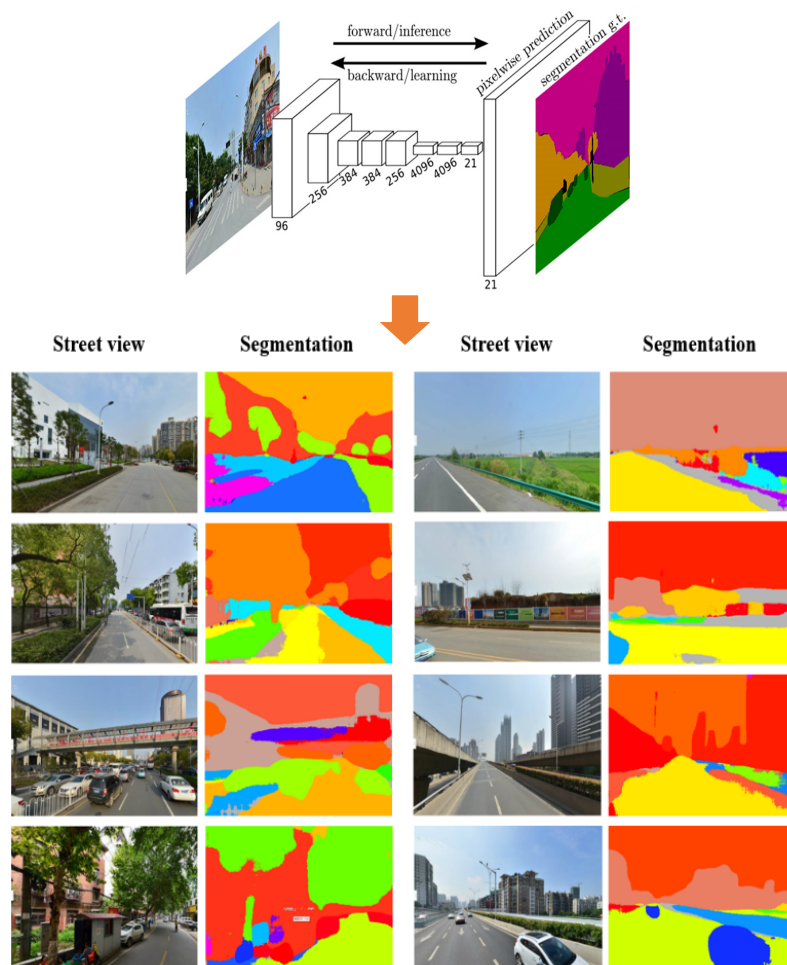 forward/inference
backward/learning
pixelwise prediction
segmentation g.t.
96
256
384
384
256
4096
4096
21
21
Street view
Segmentation
Street view
Segmentation